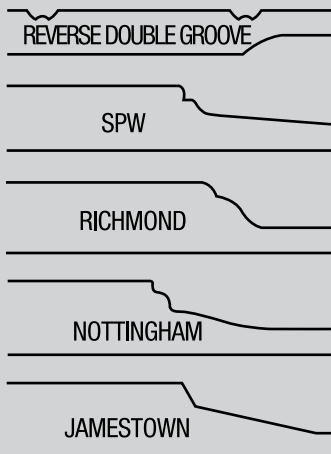 REVERSE DOUBLE GROOVE
SPW
RICHMOND
NOTTINGHAM
JAMESTOWN